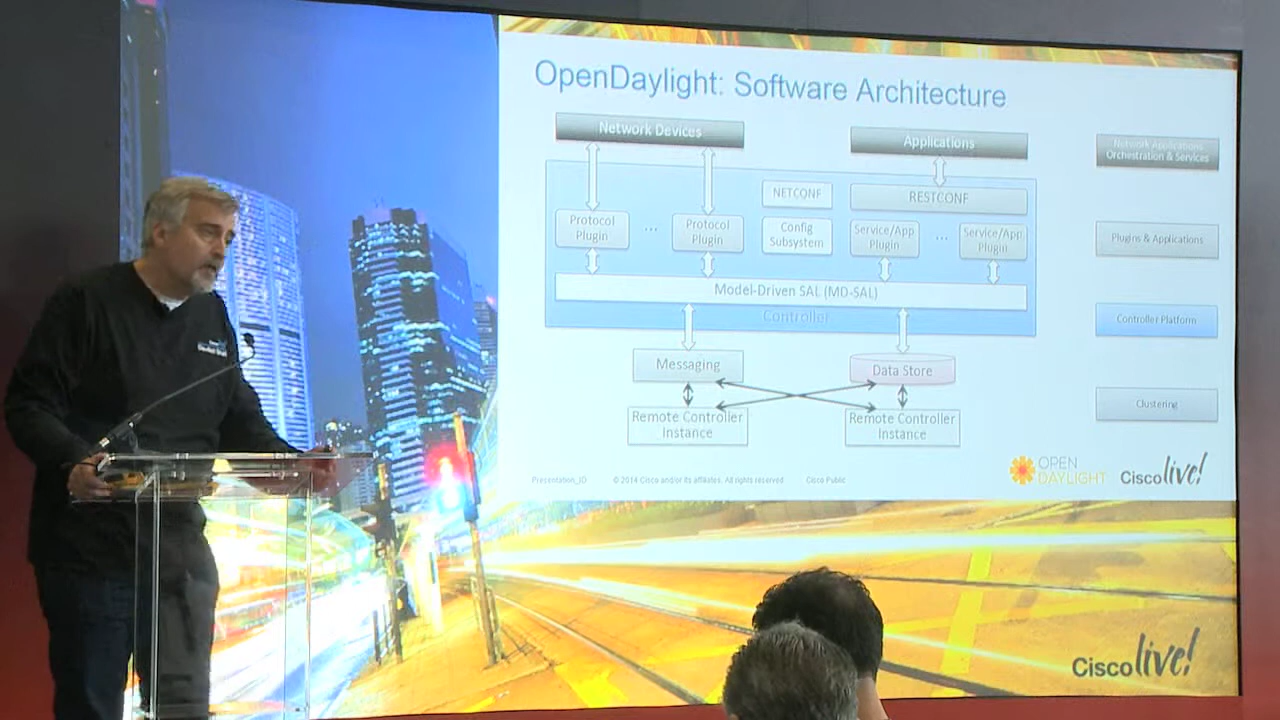 OpenDaylight: Software Architecture
Network Devices
Applications
Network Applications
Orchestration & Services
NETCONF
RESTCONF
Protocol
Plugin
...
Protocol
Plugin
Config
Subsystem
Service/App
Plugin
...
Service/App
Plugin
Plugins & Applications
Model-Driven SAL (MD-SAL)
Controller
Controller Platform
Messaging
Data Store
Clustering
Remote Controller
Instance
Remote Controller
Instance
OPEN
DAYLIGHT
Cisco live!
Presentation_ID
© 2014 Cisco and/or its affiliates. All rights reserved.
Cisco Public
Cisco live!